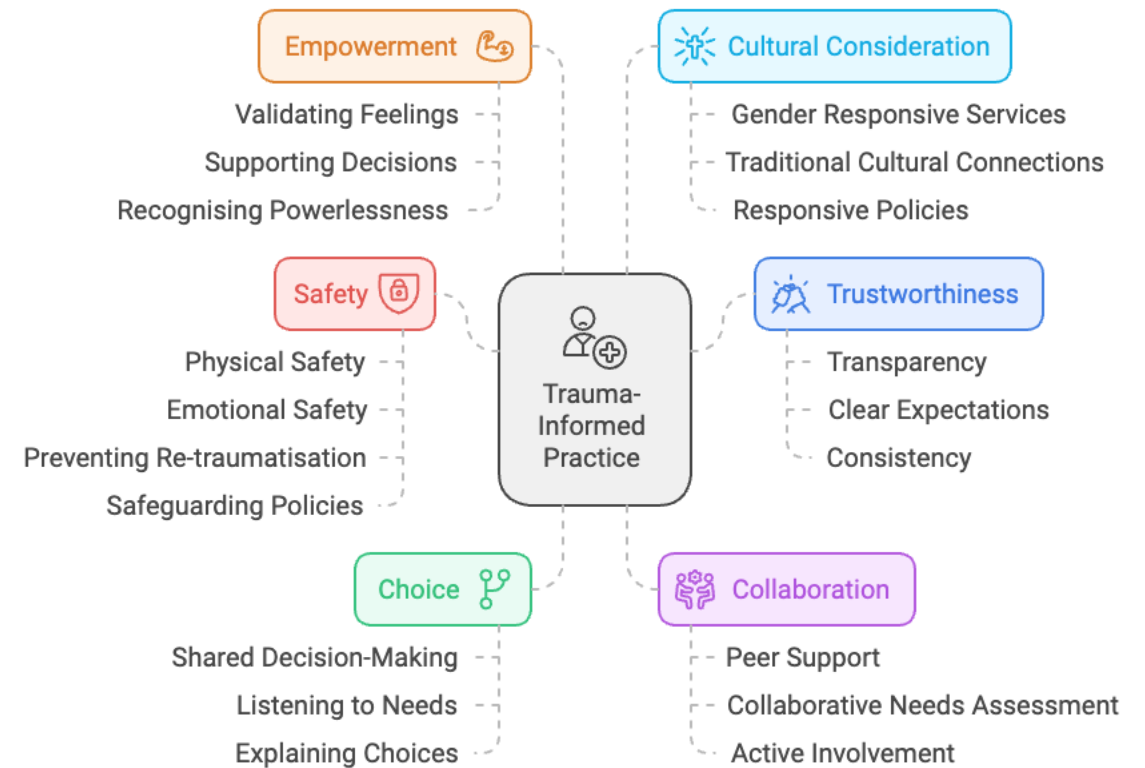 Empowerment
Validating Feelings
Supporting Decisions
Recognising Powerlessness
Cultural Consideration
Gender Responsive Services
Traditional Cultural Connections
Responsive Policies
Safety
Physical Safety
Emotional Safety
Preventing Re-traumatisation
Safeguarding Policies
Trauma-
Informed
Practice
Trustworthiness
Transparency
Clear Expectations
Consistency
Choice
Shared Decision-Making
Listening to Needs
Explaining Choices
Collaboration
Peer Support
Collaborative Needs Assessment
Active Involvement